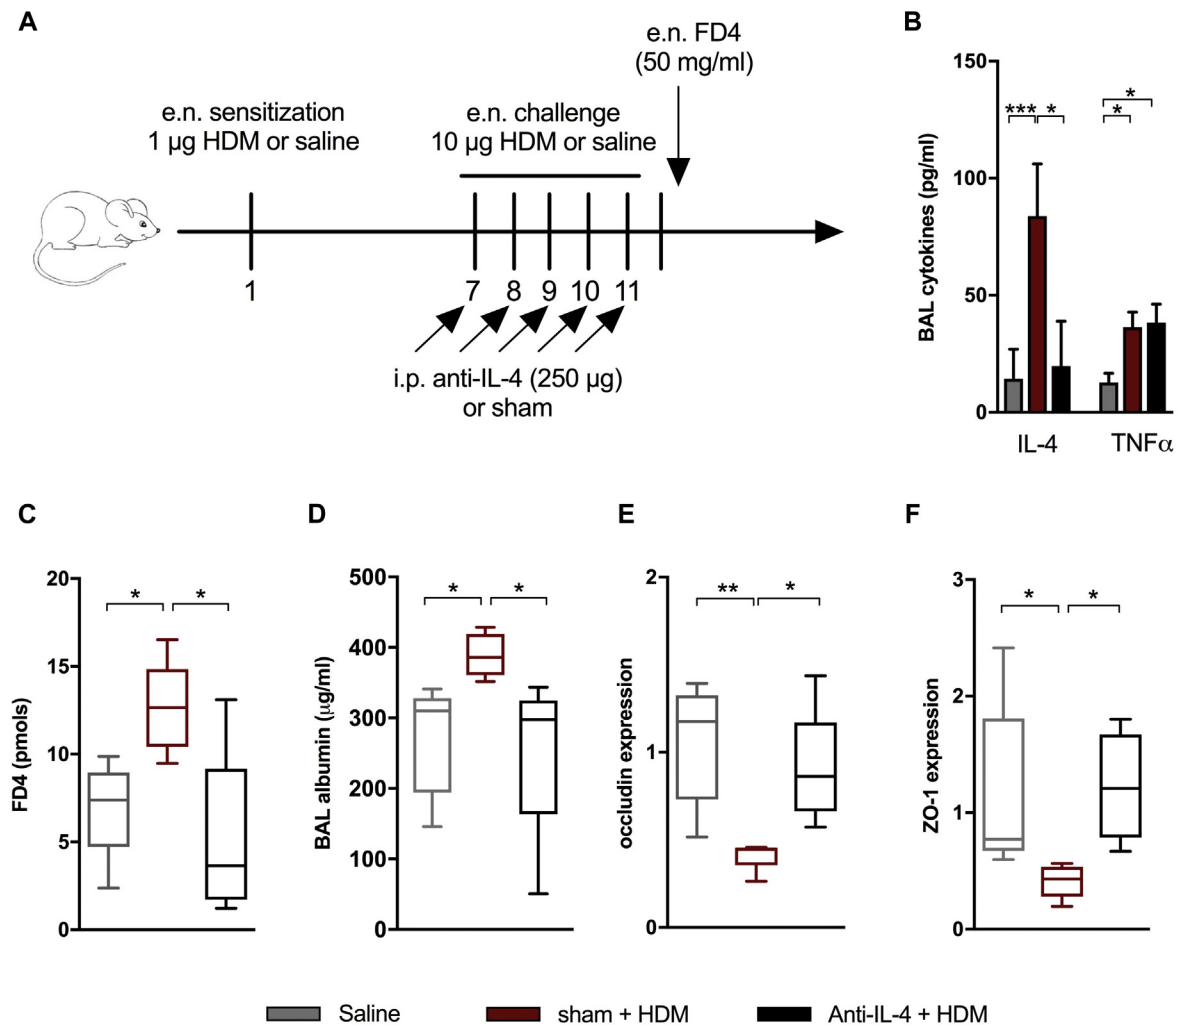 A
e.n. sensitization
1 µg HDM or saline
e.n. challenge
10 µg HDM or saline
e.n. FD4
(50 mg/ml)
1
7
8
9
10
11
i.p. anti-IL-4 (250 µg)
or sham
B
BAL cytokines (pg/ml)
150
100
50
0
***
*
*
*
IL-4
TNFα
C
FD4 (pmols)
20
15
10
5
0
*
*
D
BAL albumin (µg/ml)
500
400
300
200
100
0
*
*
E
occludin expression
2
1
0
**
*
F
ZO-1 expression
3
2
1
0
*
*
Saline
sham + HDM
Anti-IL-4 + HDM